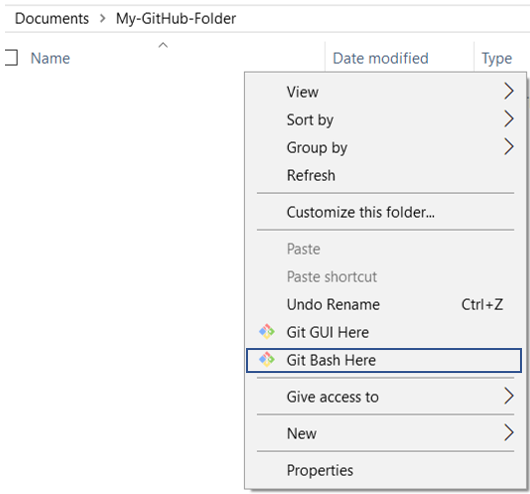 Documents > My-GitHub-Folder
Name Date modified Type
View
Sort by
Group by
Refresh
Customize this folder...
Paste
Paste shortcut
Undo Rename Ctrl+Z
Git GUI Here
Git Bash Here
Give access to
New
Properties